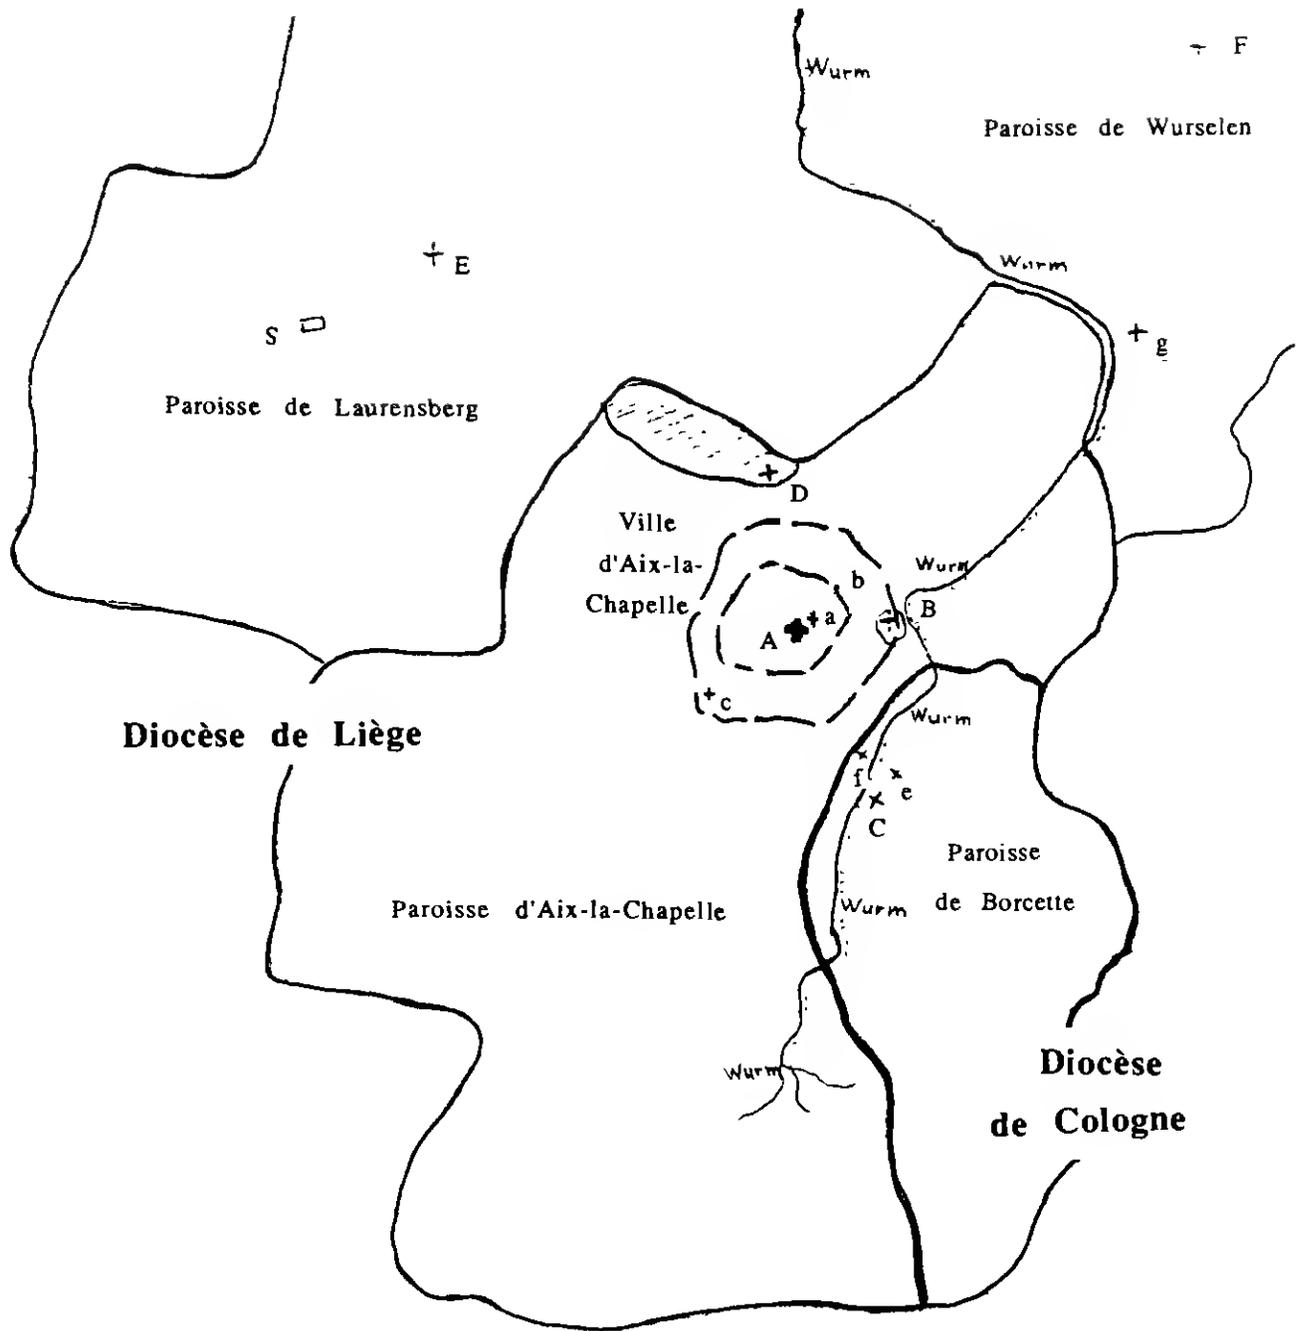 F
Wurm
Paroisse de Wurselen
E
Wurm
S
g
Paroisse de Laurensberg
D
Ville
d'Aix-la-
Chapelle
b
Wurm
B
a
A
c
Wurm
Diocèse de Liège
f
e
C
Paroisse
de Borcette
Paroisse d'Aix-la-Chapelle
Wurm
Diocèse
de Cologne
Wurm